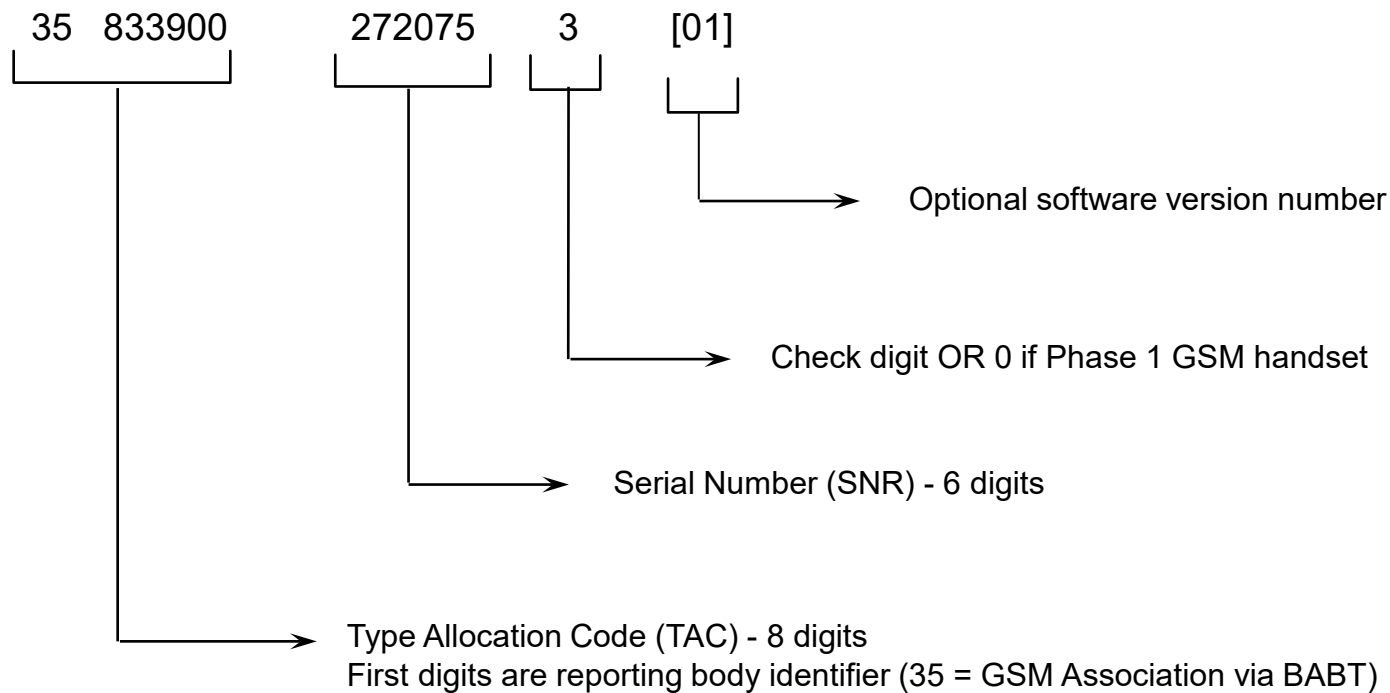 35 833900 272075 3 [01]
Optional software version number
Check digit OR 0 if Phase 1 GSM handset
Serial Number (SNR) - 6 digits
Type Allocation Code (TAC) - 8 digits
First digits are reporting body identifier (35 = GSM Association via BABT)